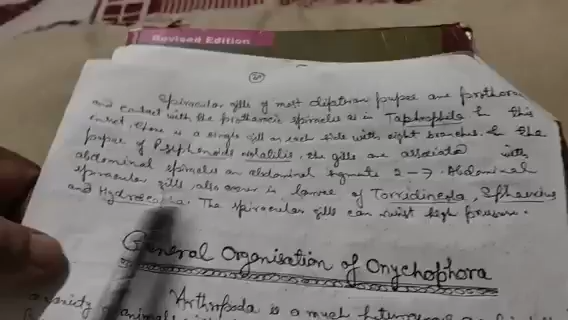 Revised Edition
Spiracular gills of most dipteran pupae are prothora
and contact with the prothoracic spiracles as in Taphrophila In this
insect there is a single gill on each side with eight branches. In the
pupae of Psephenoides volatilis the gills are associated with
abdominal spiracles on abdominal segments 2-7. Abdominal
spiracular gills also occur in larvae of Torridincola, Sphaerius
and Hydroscapha. The spiracular gills can resist high pressure.
General Organisation of Onychophora
Arthropoda is a much